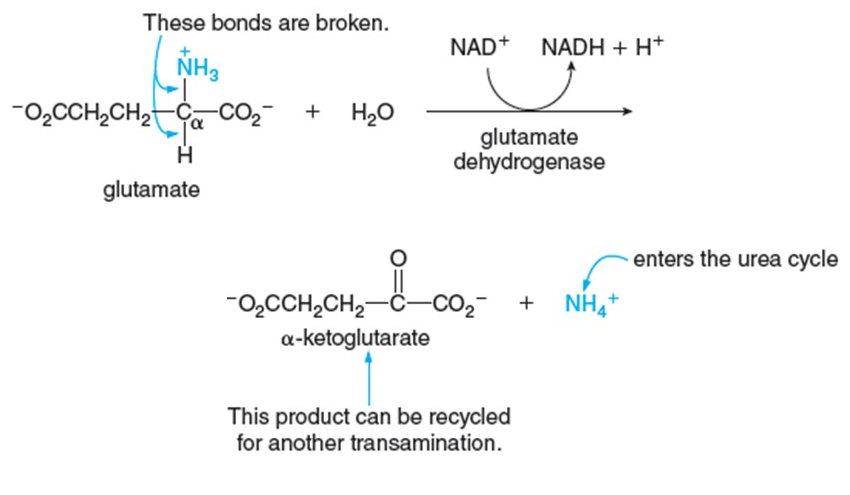 These bonds are broken.
NAD⁺ NADH + H⁺
⁺NH₃
⁻O₂CCH₂CH₂—C—CO₂⁻ + H₂O
α
H
glutamate
dehydrogenase
glutamate
O
enters the urea cycle
⁻O₂CCH₂CH₂—C—CO₂⁻ + NH₄⁺
α-ketoglutarate
This product can be recycled
for another transamination.